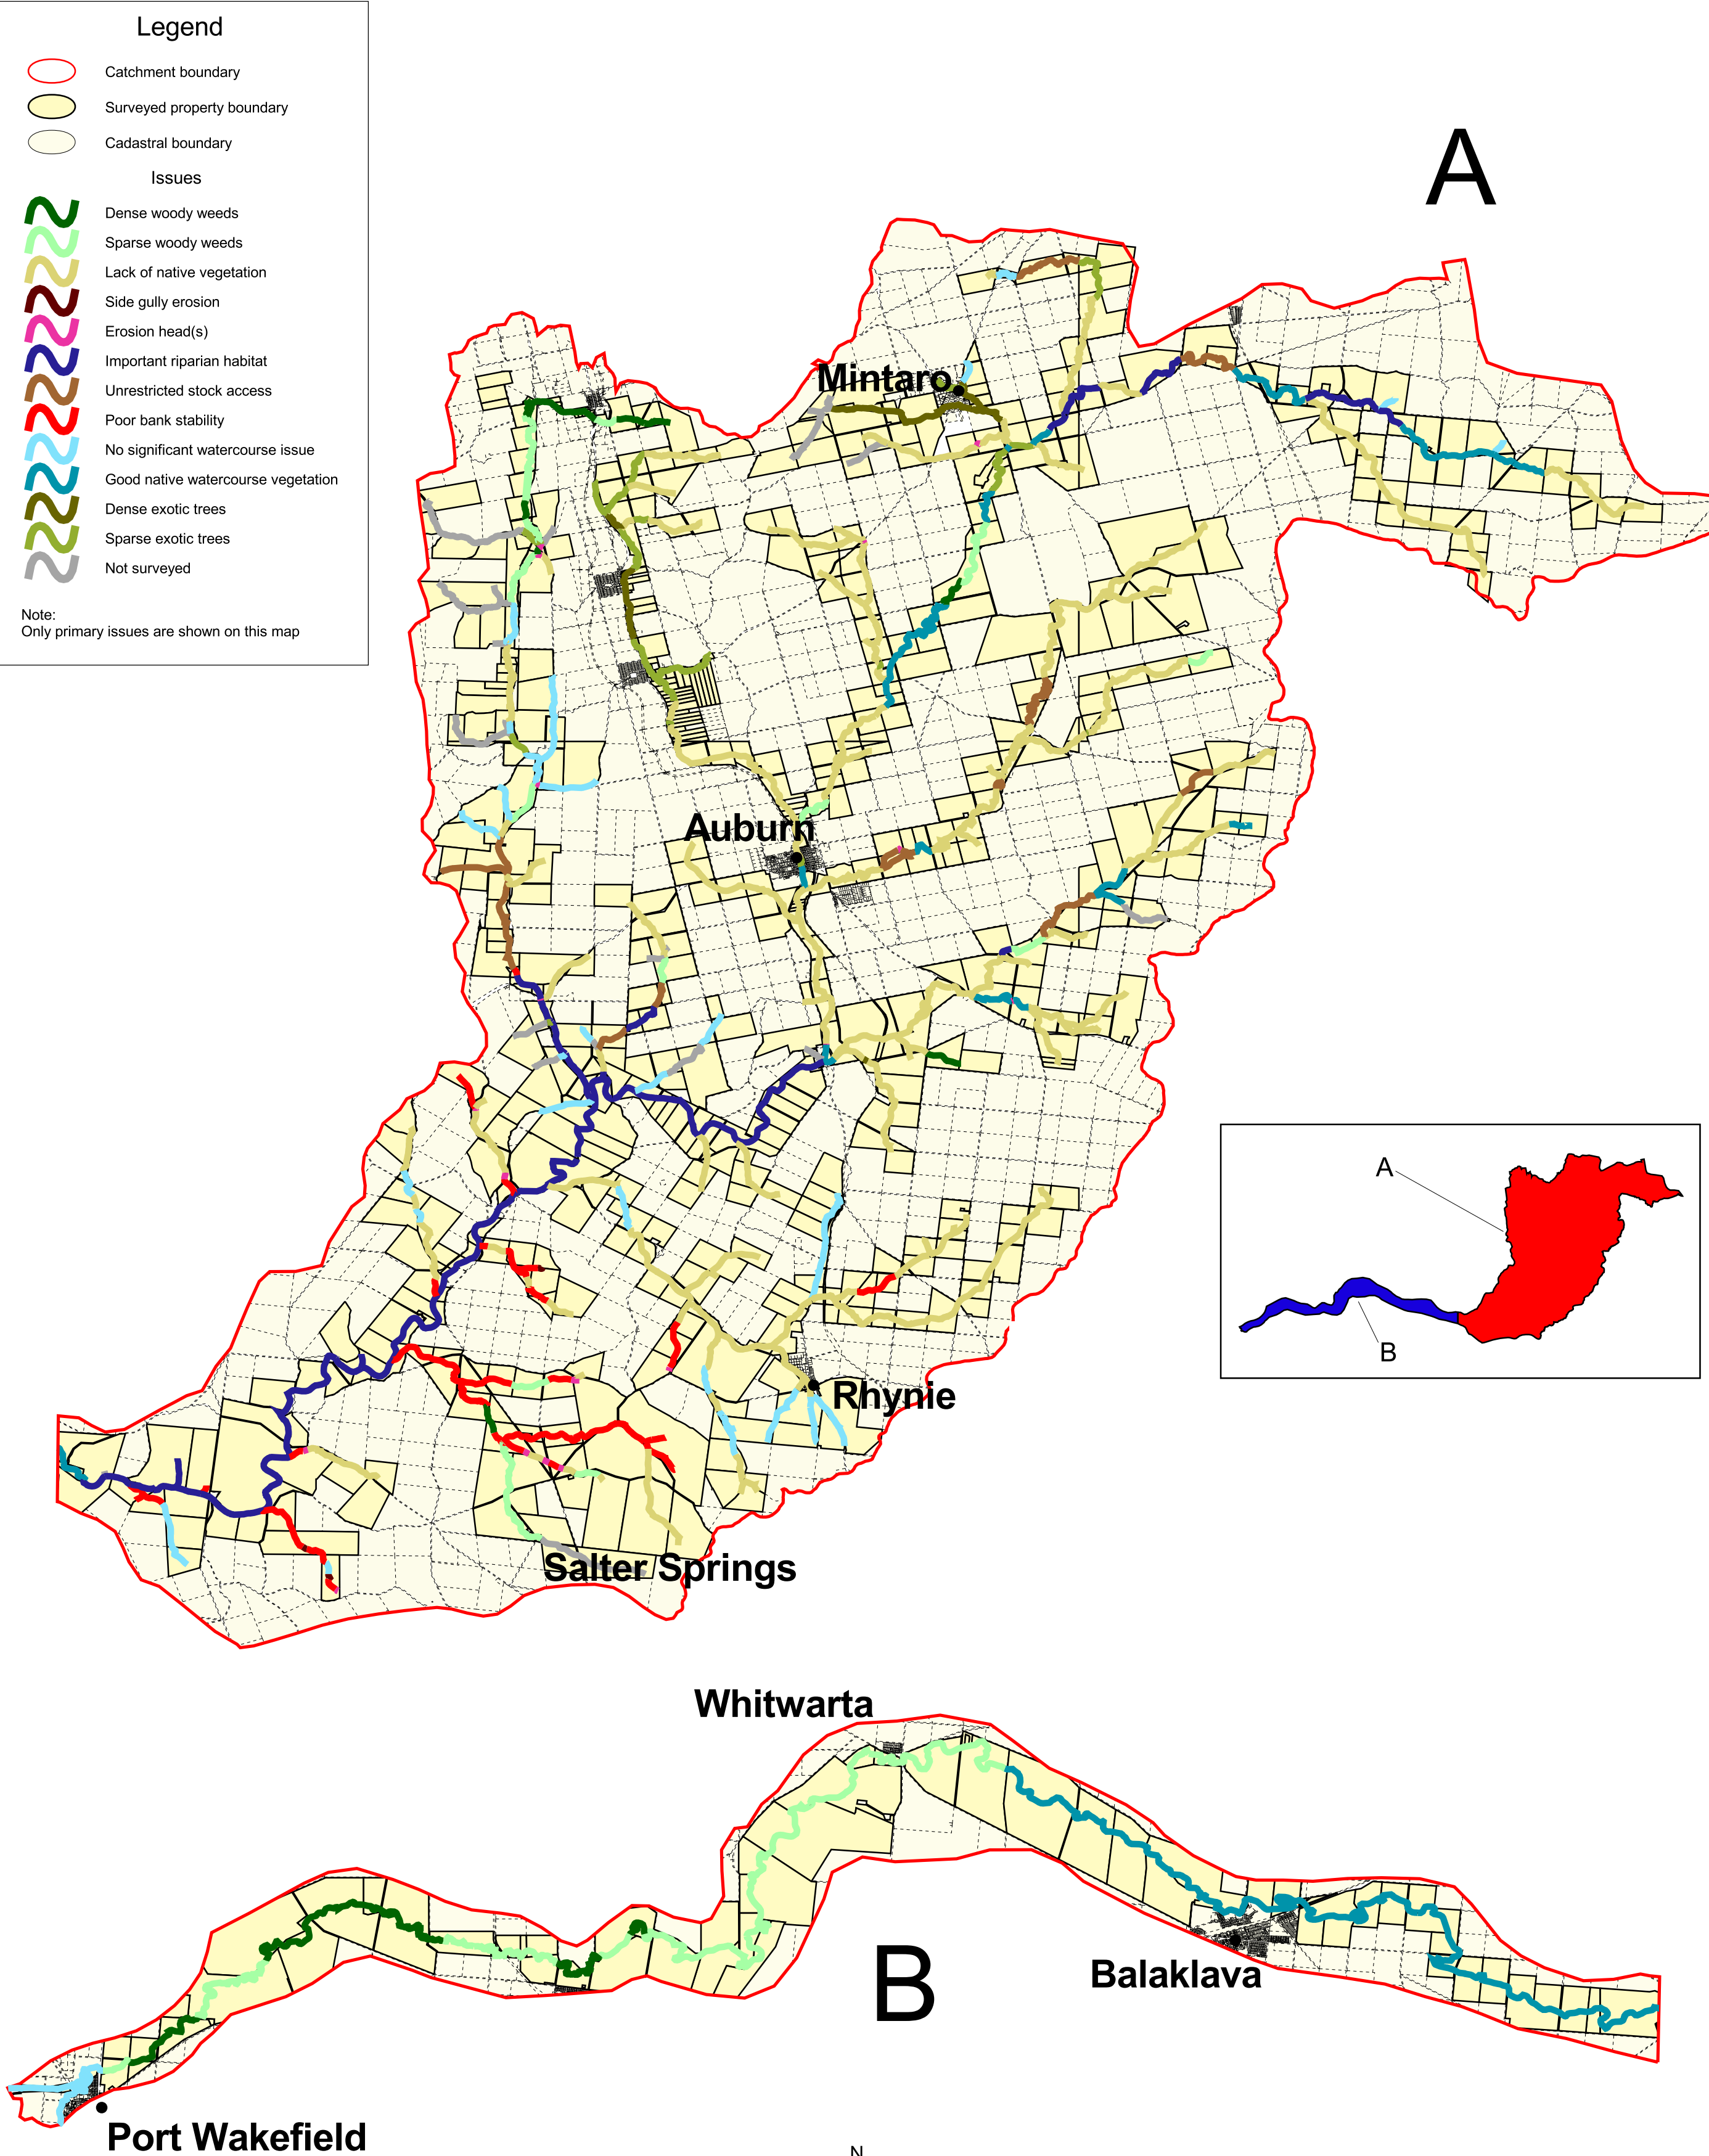 Legend
Catchment boundary
Surveyed property boundary
Cadastral boundary
Issues
Dense woody weeds
Sparse woody weeds
Lack of native vegetation
Side gully erosion
Erosion head(s)
Important riparian habitat
Unrestricted stock access
Poor bank stability
No significant watercourse issue
Good native watercourse vegetation
Dense exotic trees
Sparse exotic trees
Not surveyed
Note:
Only primary issues are shown on this map
A
Mintaro
Auburn
A
B
Rhynie
Salter Springs
Whitwarta
B
Balaklava
Port Wakefield
N